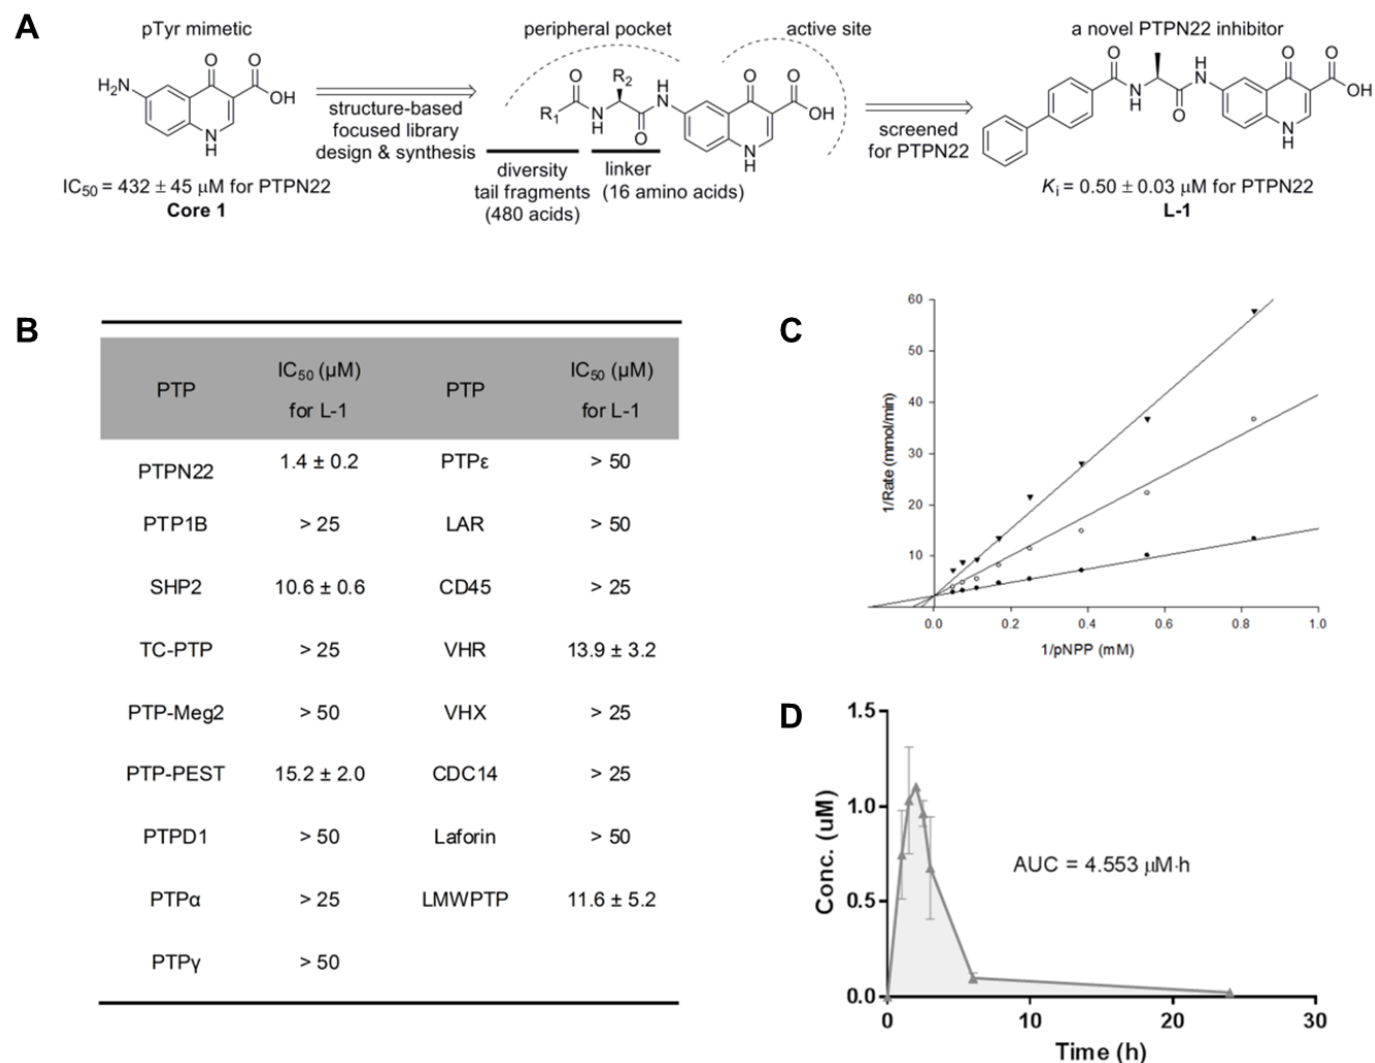 A
pTyr mimetic
peripheral pocket
active site
a novel PTPN22 inhibitor
H₂N
O
O
OH
N
H
structure-based
focused library
design & synthesis
O
R₂
H
N
R₁
N
H
O
O
O
OH
N
H
diversity
tail fragments
(480 acids)
linker
(16 amino acids)
screened
for PTPN22
O
H
N
N
H
O
O
O
OH
N
H
IC₅₀ = 432 ± 45 μM for PTPN22
Core 1
Kᵢ = 0.50 ± 0.03 μM for PTPN22
L-1
B
PTP IC₅₀ (μM) for L-1 PTP IC₅₀ (μM) for L-1
PTPN22 1.4 ± 0.2 PTPε > 50
PTP1B > 25 LAR > 50
SHP2 10.6 ± 0.6 CD45 > 25
TC-PTP > 25 VHR 13.9 ± 3.2
PTP-Meg2 > 50 VHX > 25
PTP-PEST 15.2 ± 2.0 CDC14 > 25
PTPD1 > 50 Laforin > 50
PTPα > 25 LMWPTP 11.6 ± 5.2
PTPγ > 50
C
60
50
40
30
20
10
1/Rate (mmol/min)
0.0 0.2 0.4 0.6 0.8 1.0
1/pNPP (mM)
D
1.5
1.0
0.5
0.0
Conc. (uM)
AUC = 4.553 μM·h
0 10 20 30
Time (h)